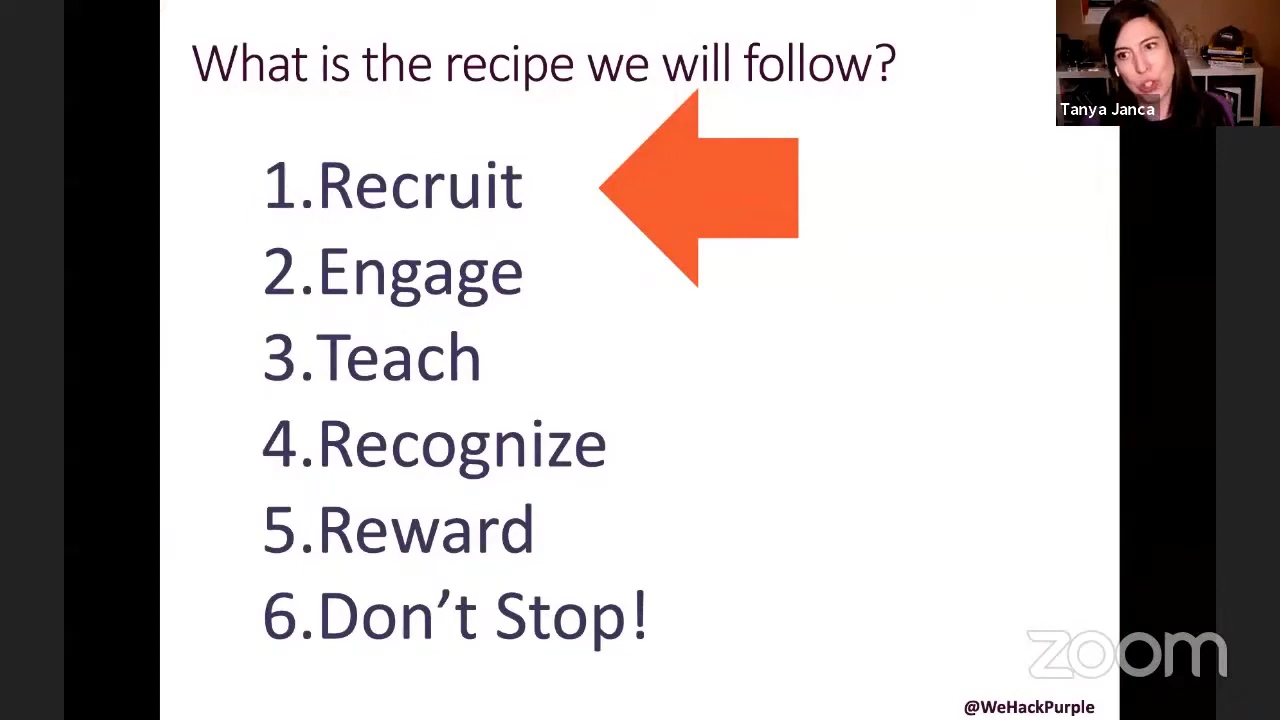 What is the recipe we will follow?
Tanya Janca
1.Recruit
2.Engage
3.Teach
4.Recognize
5.Reward
6.Don’t Stop!
zoom
@WeHackPurple